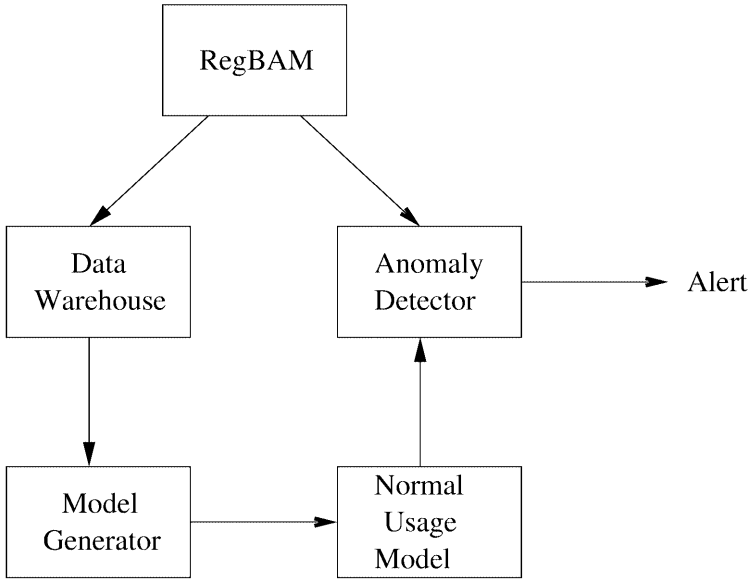 RegBAM
Data
Warehouse
Anomaly
Detector
Alert
Model
Generator
Normal
Usage
Model